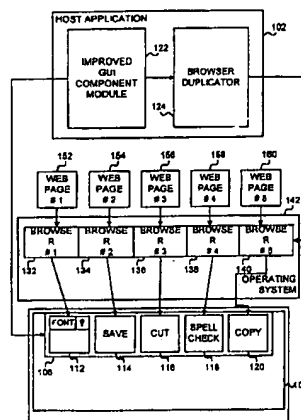 HOST APPLICATION
102
IMPROVED
GUI
COMPONENT
MODULE
122
BROWSER
DUPLICATOR
124
152
154
156
158
160
WEB
PAGE
# 1
WEB
PAGE
# 2
WEB
PAGE
# 3
WEB
PAGE
# 4
WEB
PAGE
# 5
142
BROWSE
R
# 1
BROWSE
R
# 2
BROWSE
R
# 3
BROWSE
R
# 4
BROWSE
R
# 5
132
134
136
138
140
OPERATING
SYSTEM
FONT
SAVE
CUT
SPELL
CHECK
COPY
112
114
116
118
120